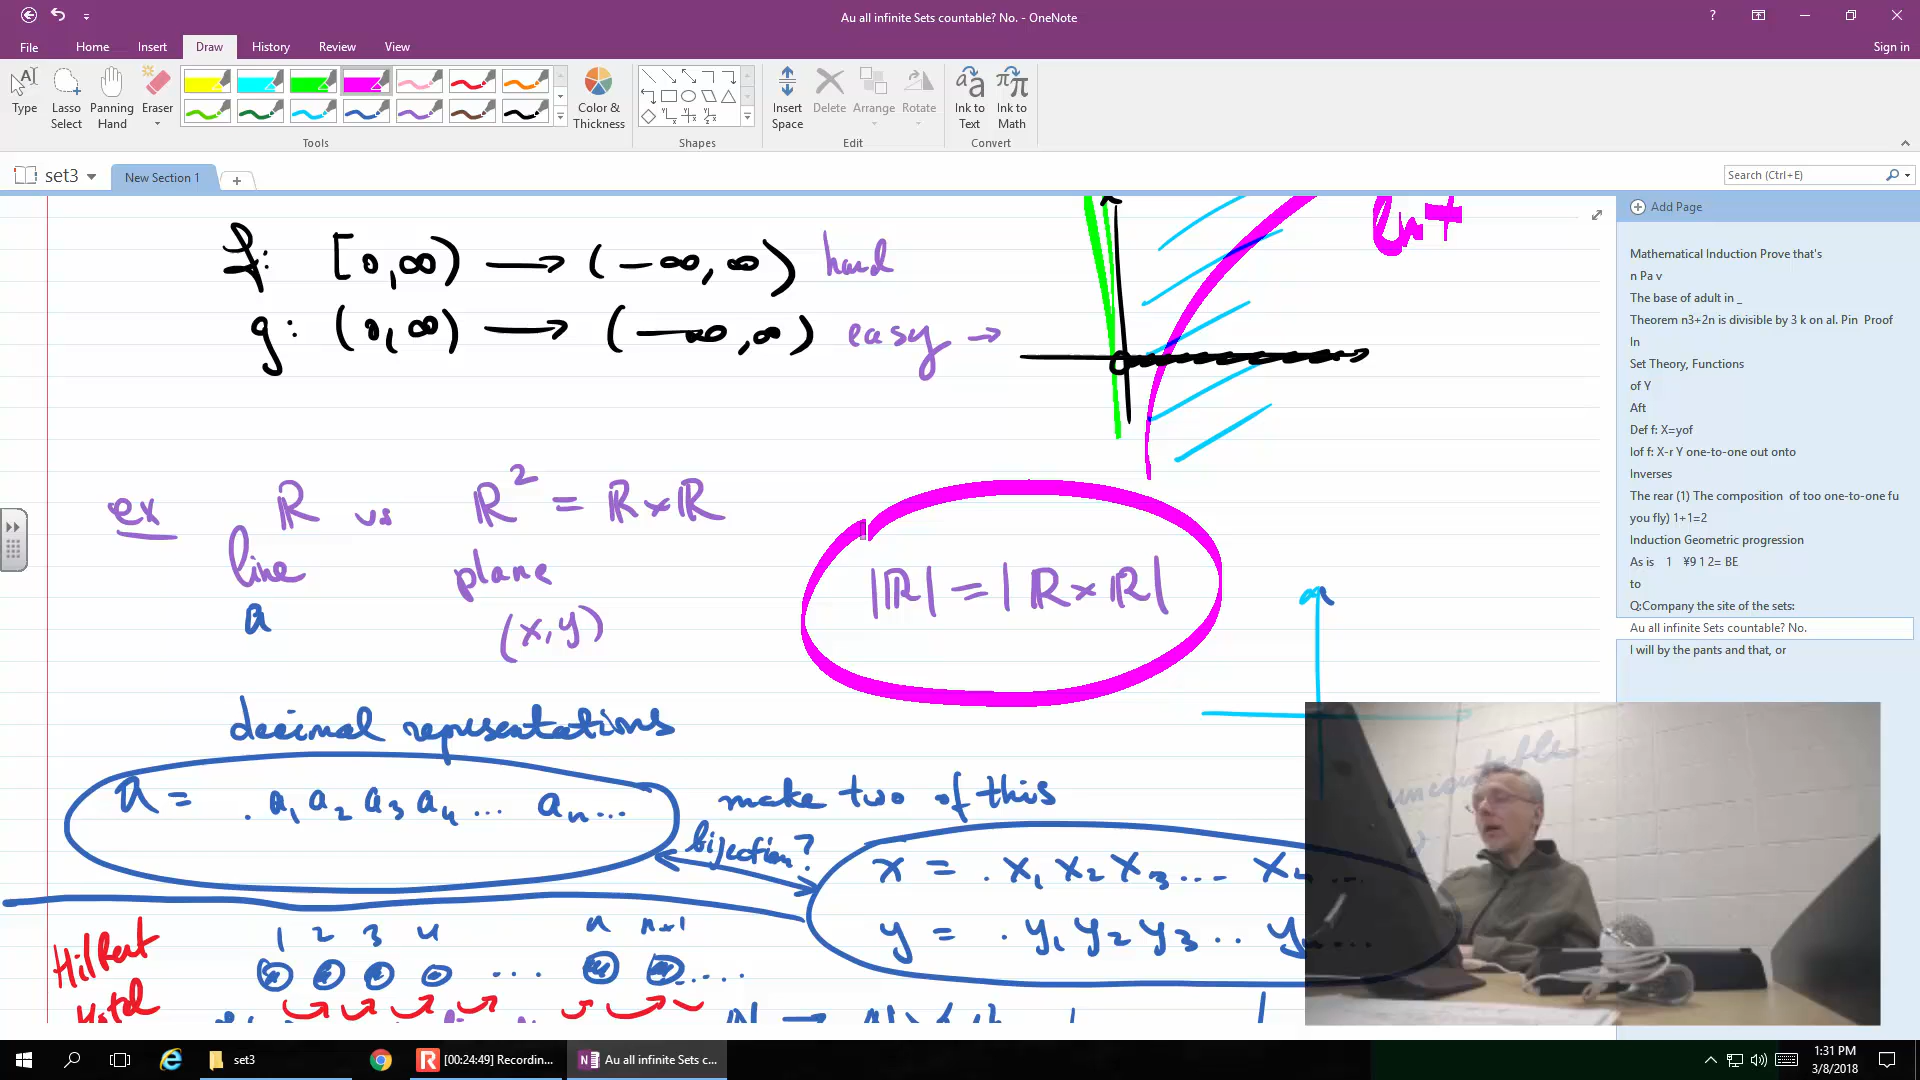 Au all infinite Sets countable? No. - OneNote
File Home Insert Draw History Review View
Sign in
Type
Lasso Select
Panning Hand
Eraser
Color & Thickness
Insert Space
Delete
Arrange
Rotate
Ink to Text
Ink to Math
Tools
Shapes
Edit
Convert
set3
New Section 1
Search (Ctrl+E)
f: [0,∞) → (-∞,∞) hard
g: (0,∞) → (-∞,∞) easy →
ln
ex ℝ vs ℝ² = ℝ×ℝ
line plane
a (x,y)
|ℝ| = |ℝ×ℝ|
decimal representations
a = .a₁a₂a₃a₄... aₙ...
make two of this
bijection?
x = .x₁x₂x₃...
y = .y₁y₂y₃..
uncountable
Hilbert
Hotel
1 2 3 4 n n+1
Add Page
Mathematical Induction Prove that's
n Pa v
The base of adult in _
Theorem n3+2n is divisible by 3 k on al. Pin Proof
In
Set Theory, Functions
of Y
Aft
Def f: X=yof
Iof f: X-r Y one-to-one out onto
Inverses
The rear (1) The composition of too one-to-one fu
you fly) 1+1=2
Induction Geometric progression
As is 1 ¥9 1 2= BE
to
Q:Company the site of the sets:
Au all infinite Sets countable? No.
I will by the pants and that, or
set3
[00:24:49] Recordin...
Au all infinite Sets c...
1:31 PM
3/8/2018